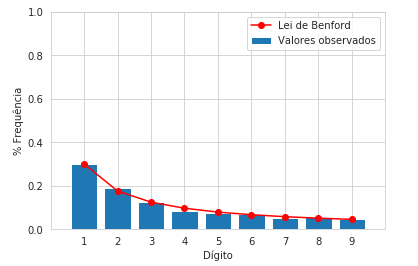 1.0
0.8
0.6
0.4
0.2
0.0
% Frequência
Lei de Benford
Valores observados
1 2 3 4 5 6 7 8 9
Dígito